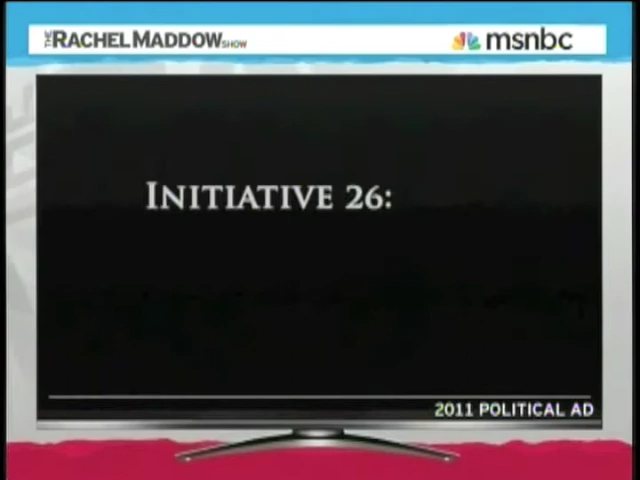 THE RACHEL MADDOW SHOW
msnbc
INITIATIVE 26:
2011 POLITICAL AD